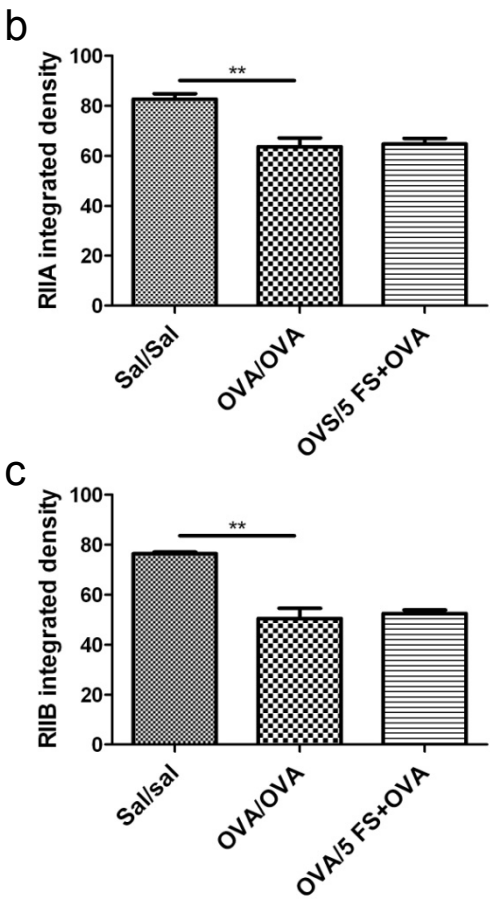 b
RIIA integrated density
100
80
60
40
20
0
**
Sal/Sal
OVA/OVA
OVS/5 FS+OVA
c
RIIB integrated density
100
80
60
40
20
0
**
Sal/sal
OVA/OVA
OVA/5 FS+OVA